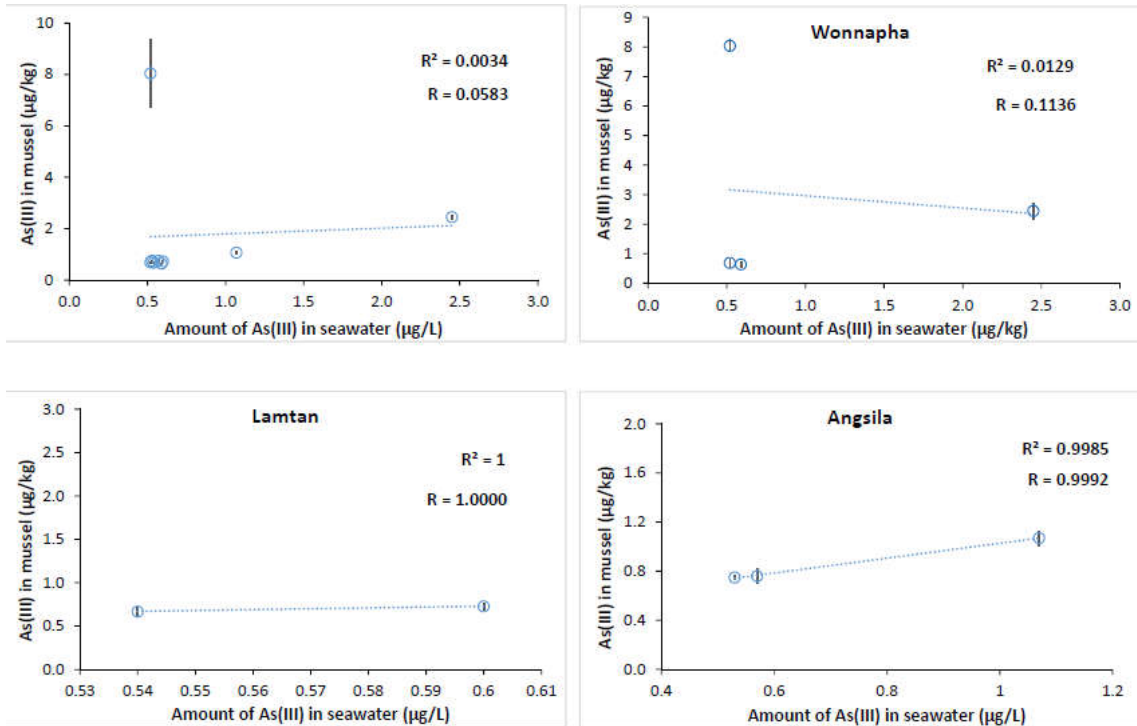 10
8
6
4
2
0
As(III) in mussel (µg/kg)
R² = 0.0034
R = 0.0583
0.0 0.5 1.0 1.5 2.0 2.5 3.0
Amount of As(III) in seawater (µg/L)
Wonnapha
9
8
7
6
5
4
3
2
1
0
As(III) in mussel (µg/kg)
R² = 0.0129
R = 0.1136
0.0 0.5 1.0 1.5 2.0 2.5 3.0
Amount of As(III) in seawater (µg/kg)
Lamtan
3.0
2.5
2.0
1.5
1.0
0.5
0.0
As(III) in mussel (µg/kg)
R² = 1
R = 1.0000
0.53 0.54 0.55 0.56 0.57 0.58 0.59 0.6 0.61
Amount of As(III) in seawater (µg/L)
Angsila
2.0
1.6
1.2
0.8
0.4
0.0
As(III) in mussel (µg/kg)
R² = 0.9985
R = 0.9992
0.4 0.6 0.8 1 1.2
Amount of As(III) in seawater (µg/L)